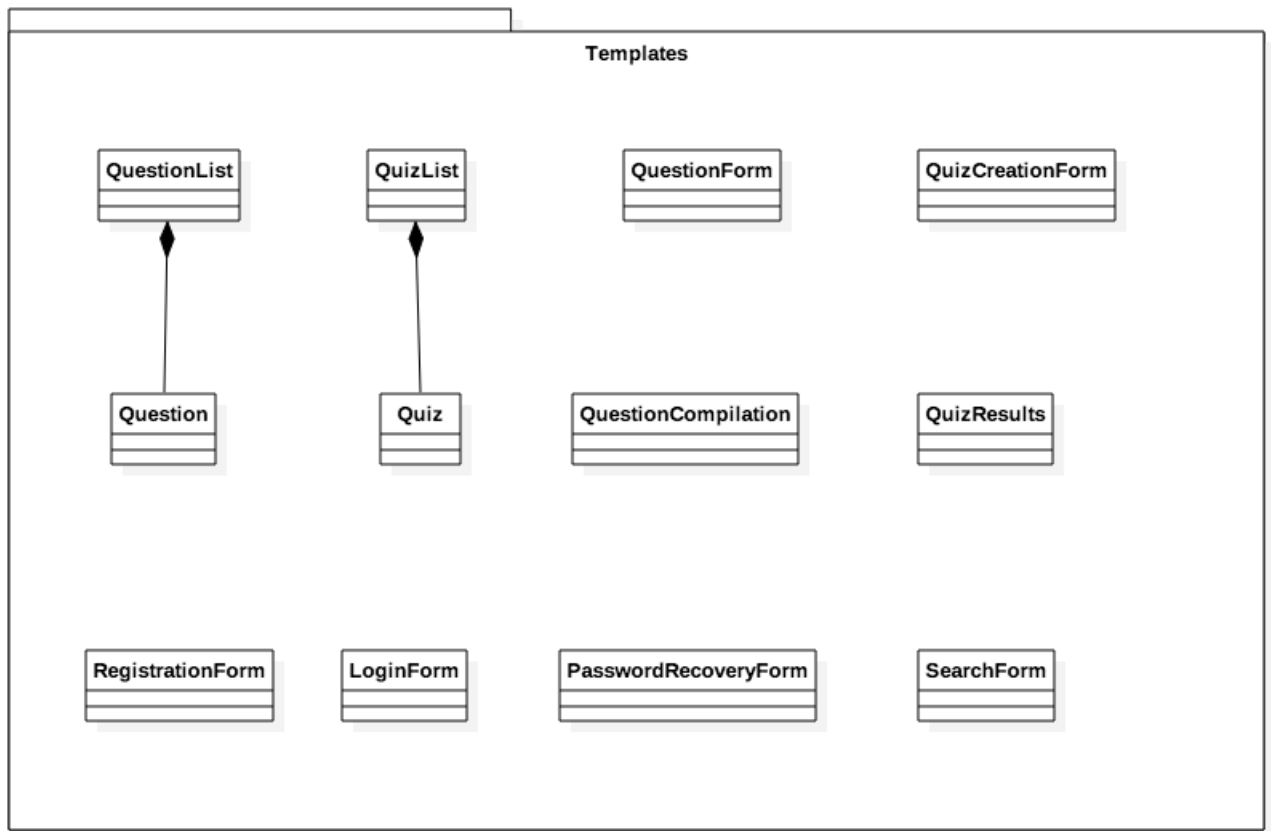 Templates
QuestionList
QuizList
QuestionForm
QuizCreationForm
Question
Quiz
QuestionCompilation
QuizResults
RegistrationForm
LoginForm
PasswordRecoveryForm
SearchForm